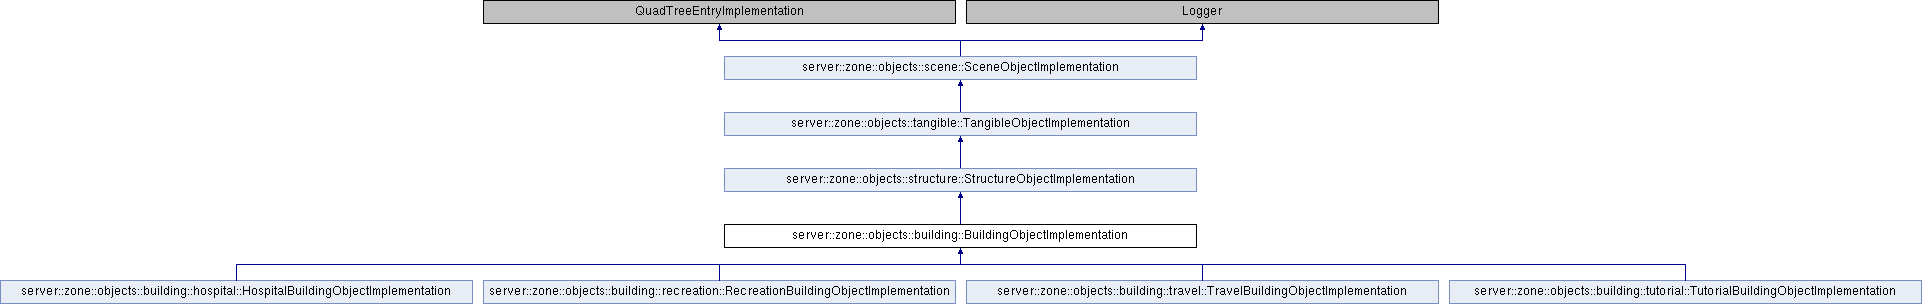 QuadTreeEntryImplementation
Logger
server::zone::objects::scene::SceneObjectImplementation
server::zone::objects::tangible::TangibleObjectImplementation
server::zone::objects::structure::StructureObjectImplementation
server::zone::objects::building::BuildingObjectImplementation
server::zone::objects::building::hospital::HospitalBuildingObjectImplementation
server::zone::objects::building::recreation::RecreationBuildingObjectImplementation
server::zone::objects::building::travel::TravelBuildingObjectImplementation
server::zone::objects::building::tutorial::TutorialBuildingObjectImplementation